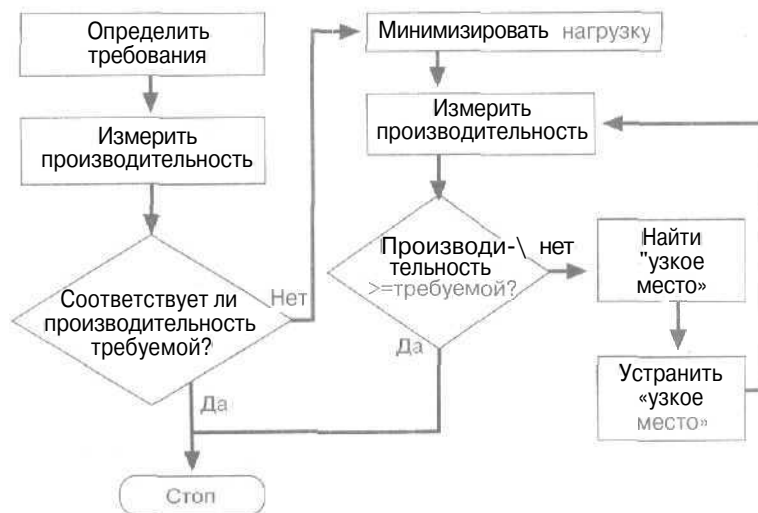 Определить
требования
Измерить
производительность
Соответствует ли
производительность
требуемой?
Нет
Да
Стоп
Минимизировать нагрузку
Измерить
производительность
Производи-\ нет
тельность
>=требуемой?
Да
Найти
"узкое
место»
Устранить
«узкое
место»